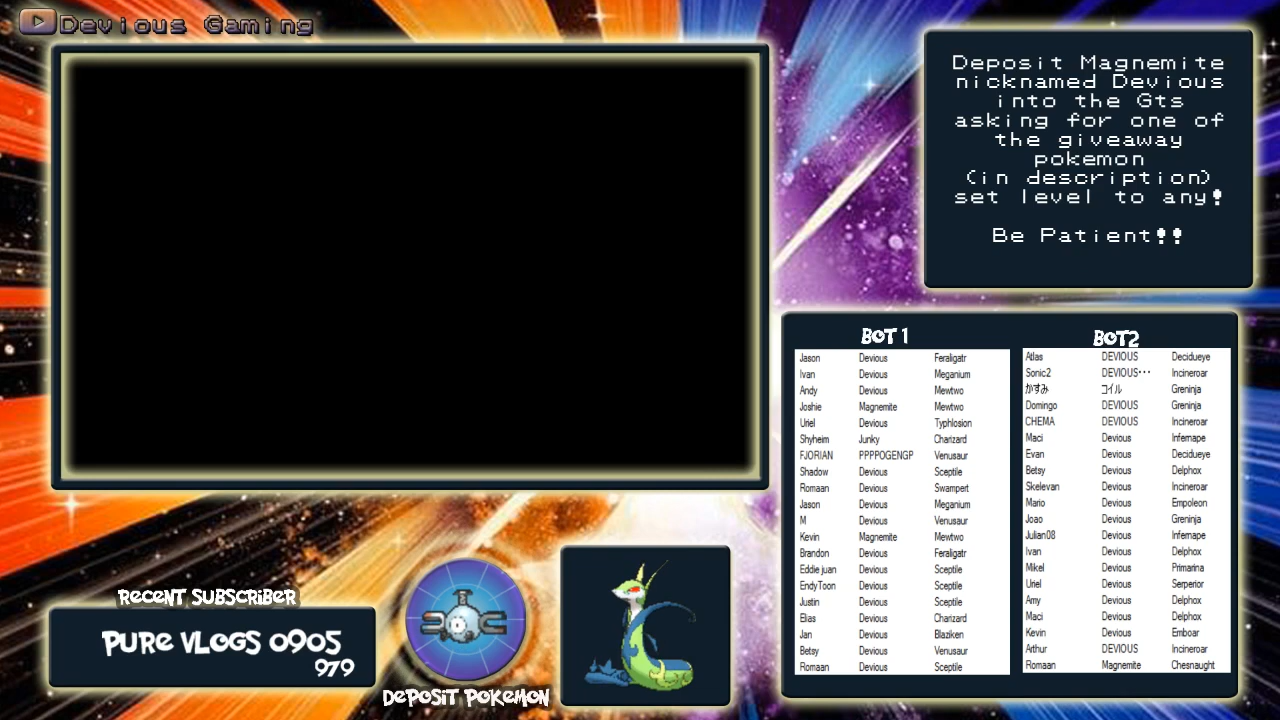 Devious Gaming
Deposit Magnemite
nicknamed Devious
into the Gts
asking for one of
the giveaway
pokemon
(in description)
set level to any!
Be Patient!!
BOT 1
Jason Devious Feraligatr
Ivan Devious Meganium
Andy Devious Mewtwo
Joshie Magnemite Mewtwo
Uriel Devious Typhlosion
Shyheim Junky Charizard
FJORIAN PPPPOGENGP Venusaur
Shadow Devious Sceptile
Romaan Devious Swampert
Jason Devious Meganium
M Devious Venusaur
Kevin Magnemite Mewtwo
Brandon Devious Feraligatr
Eddie juan Devious Sceptile
EndyToon Devious Sceptile
Justin Devious Sceptile
Elias Devious Charizard
Jan Devious Blaziken
Betsy Devious Venusaur
Romaan Devious Sceptile
BOT2
Atlas DEVIOUS Decidueye
Sonic2 DEVIOUS･･･ Incineroar
かすみ コイル Greninja
Domingo DEVIOUS Greninja
CHEMA DEVIOUS Incineroar
Maci Devious Infernape
Evan Devious Decidueye
Betsy Devious Delphox
Skelevan Devious Incineroar
Mario Devious Empoleon
Joao Devious Greninja
Julian08 Devious Infernape
Ivan Devious Delphox
Mikel Devious Primarina
Uriel Devious Serperior
Amy Devious Delphox
Maci Devious Delphox
Kevin Devious Emboar
Arthur DEVIOUS Incineroar
Romaan Magnemite Chesnaught
RECENT SUBSCRIBER
PURE VLOGS 0905
979
DEPOSIT POKEMON